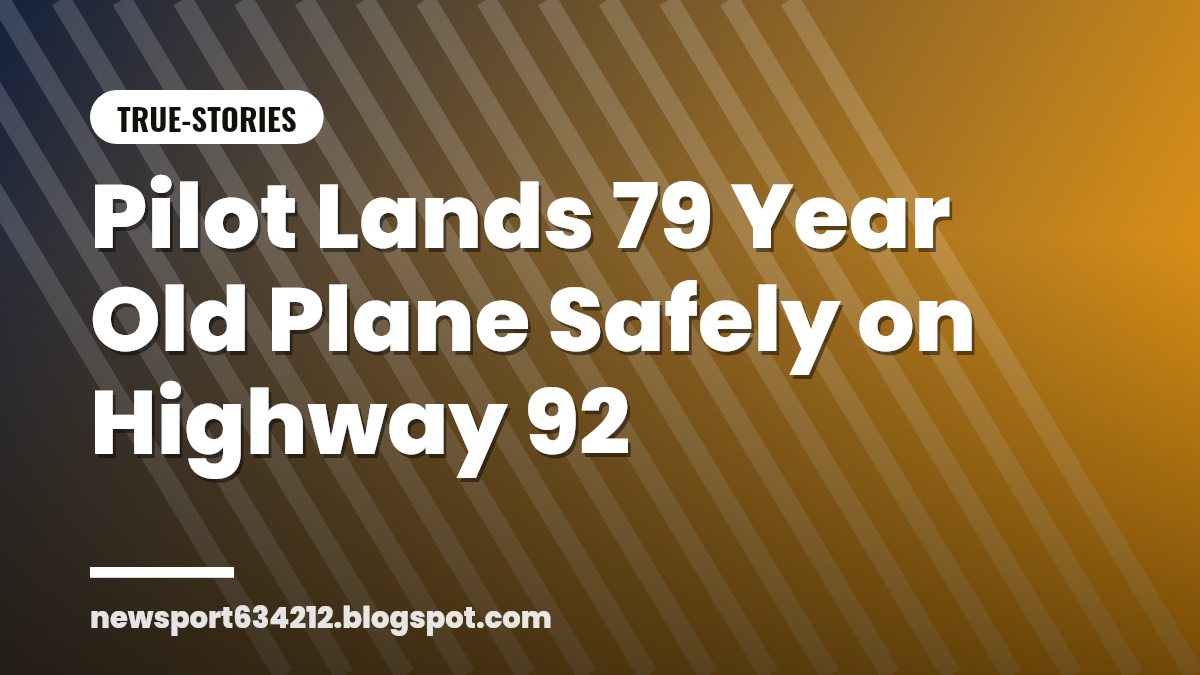 TRUE-STORIES
Pilot Lands 79 Year
Old Plane Safely on
Highway 92
newsport634212.blogspot.com